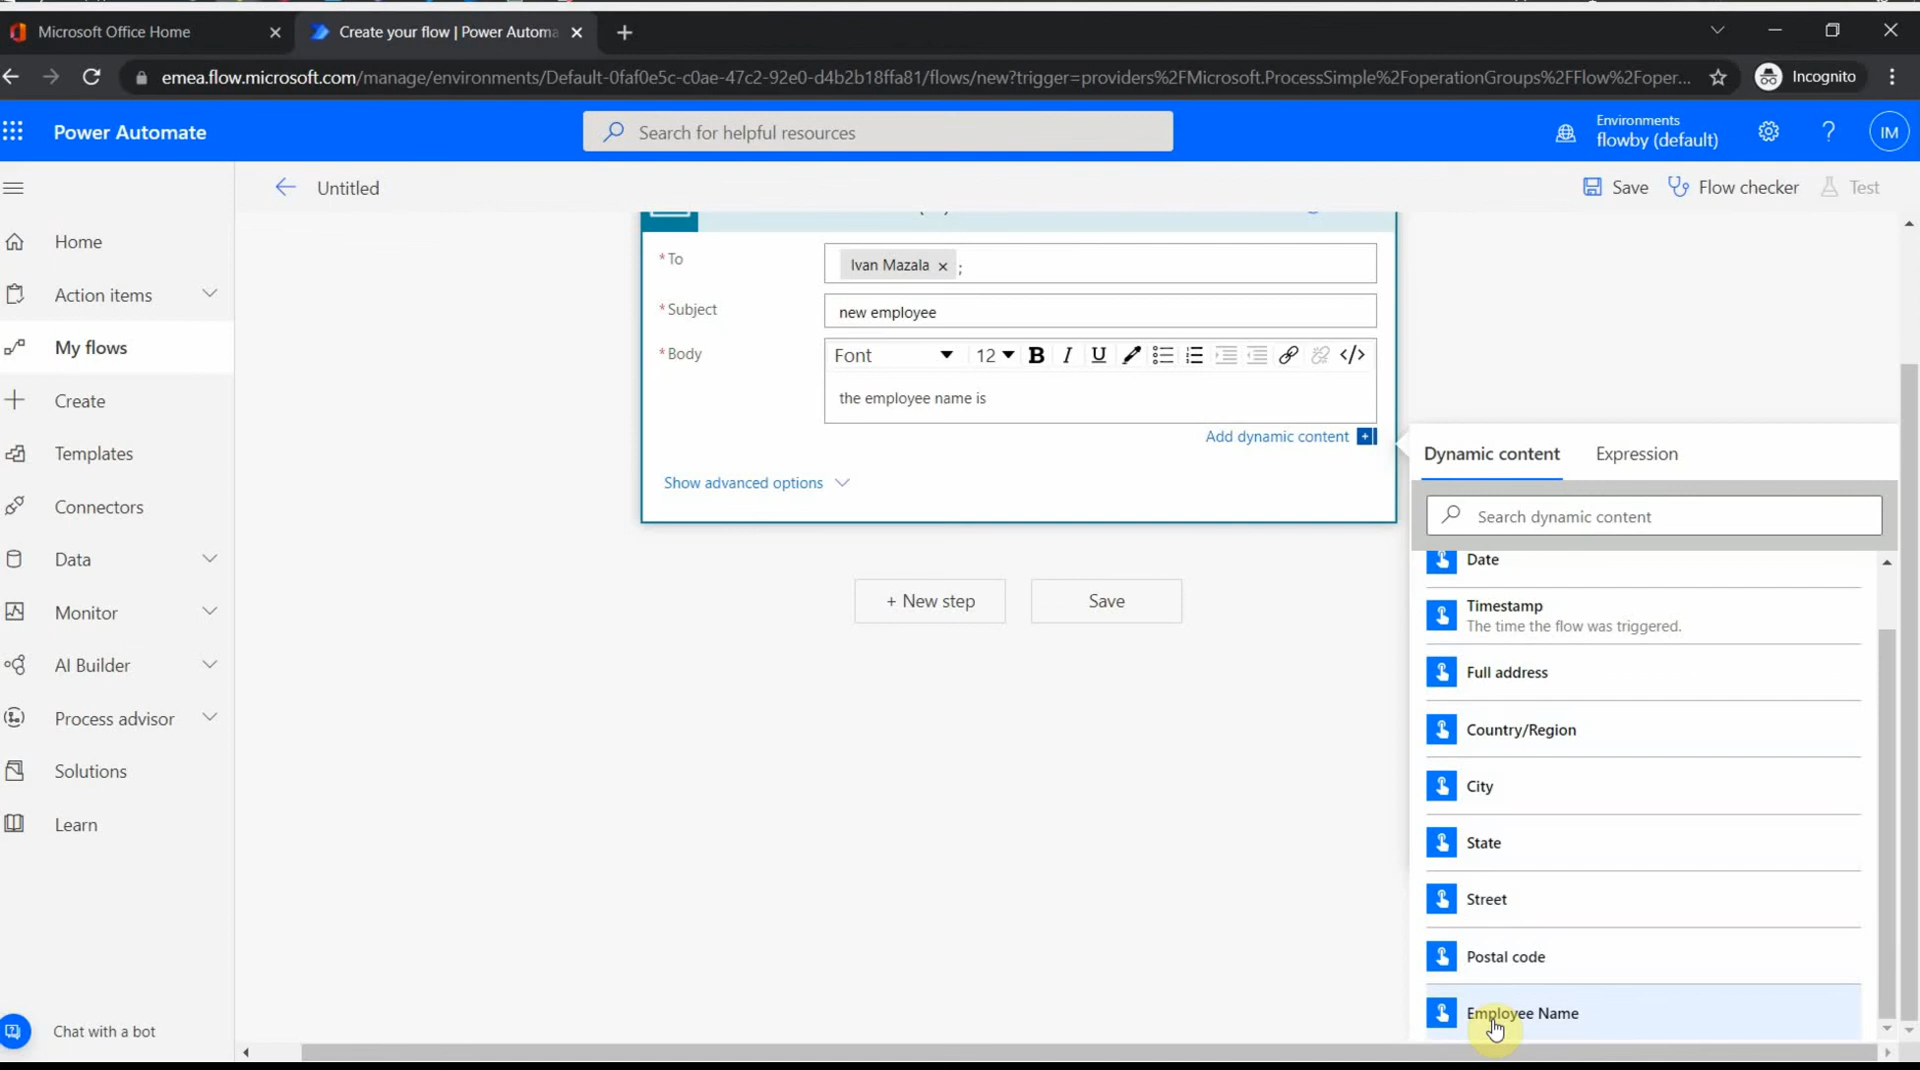 Microsoft Office Home
Create your flow | Power Automa
emea.flow.microsoft.com/manage/environments/Default-0faf0e5c-c0ae-47c2-92e0-d4b2b18ffa81/flows/new?trigger=providers%2FMicrosoft.ProcessSimple%2FoperationGroups%2FFlow%2Foper...
Incognito
Power Automate
Search for helpful resources
Environments
flowby (default)
IM
Untitled
Save
Flow checker
Test
Home
Action items
My flows
Create
Templates
Connectors
Data
Monitor
AI Builder
Process advisor
Solutions
Learn
Chat with a bot
* To
Ivan Mazala × ;
* Subject
new employee
* Body
Font
12
B I U </>
the employee name is
Add dynamic content +
Show advanced options
+ New step
Save
Dynamic content
Expression
Search dynamic content
Date
Timestamp
The time the flow was triggered.
Full address
Country/Region
City
State
Street
Postal code
Employee Name